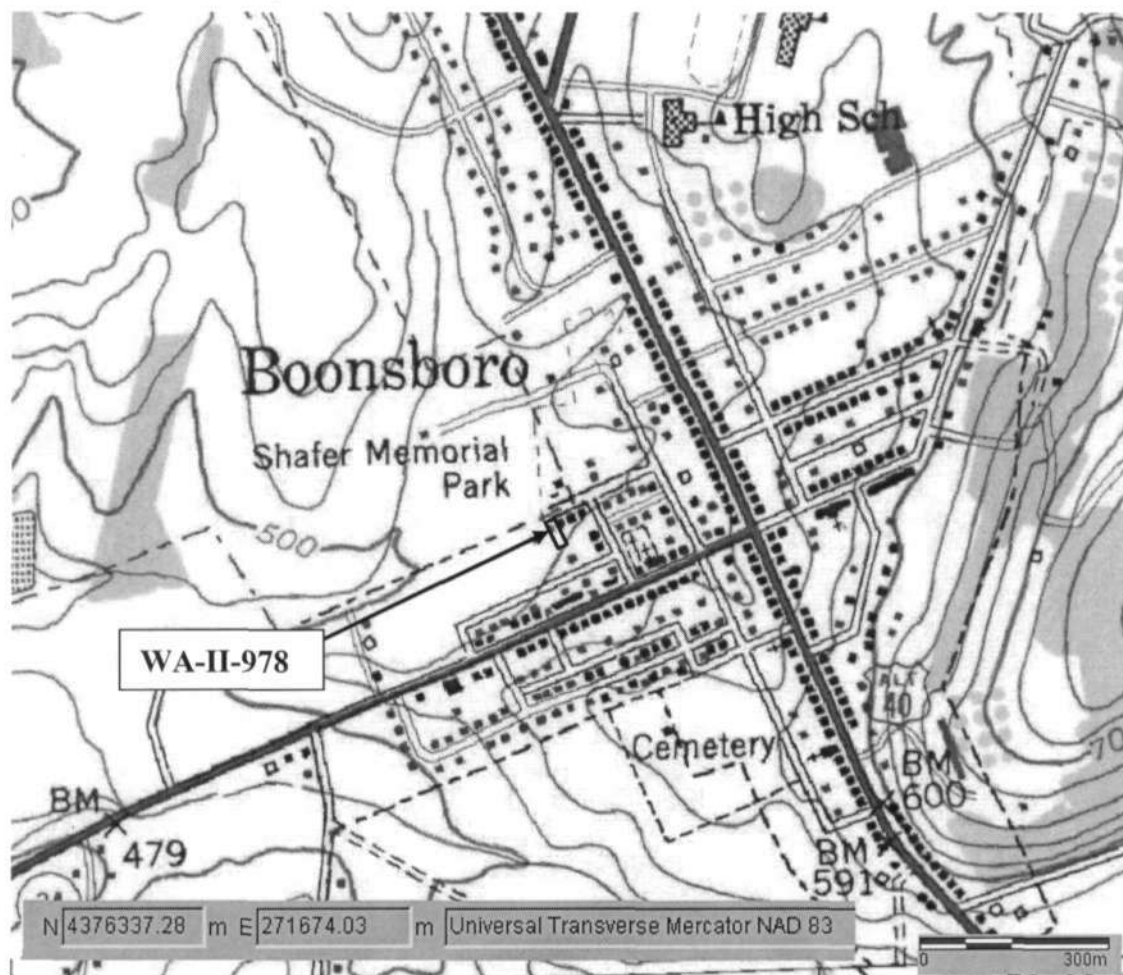 High Sch
Boonsboro
Shafer Memorial
Park
500
WA-II-978
ALT
40
Cemetery
BM
600
BM
479
BM
591
N 4376337.28 m E 271674.03 m Universal Transverse Mercator NAD 83
0 300m